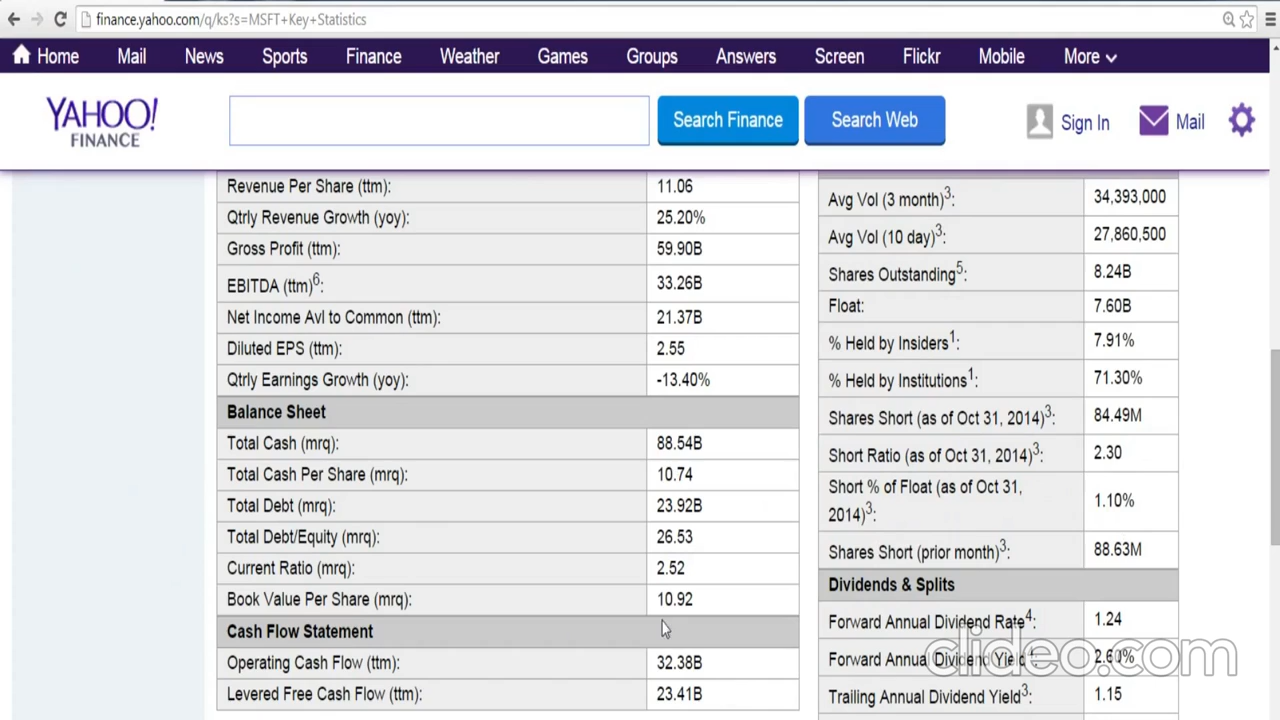 finance.yahoo.com/q/ks?s=MSFT+Key+Statistics
Home Mail News Sports Finance Weather Games Groups Answers Screen Flickr Mobile More
YAHOO!
FINANCE
Search Finance
Search Web
Sign In
Mail
Revenue Per Share (ttm): 11.06
Qtrly Revenue Growth (yoy): 25.20%
Gross Profit (ttm): 59.90B
EBITDA (ttm)6: 33.26B
Net Income Avl to Common (ttm): 21.37B
Diluted EPS (ttm): 2.55
Qtrly Earnings Growth (yoy): -13.40%
Balance Sheet
Total Cash (mrq): 88.54B
Total Cash Per Share (mrq): 10.74
Total Debt (mrq): 23.92B
Total Debt/Equity (mrq): 26.53
Current Ratio (mrq): 2.52
Book Value Per Share (mrq): 10.92
Cash Flow Statement
Operating Cash Flow (ttm): 32.38B
Levered Free Cash Flow (ttm): 23.41B
Avg Vol (3 month)3: 34,393,000
Avg Vol (10 day)3: 27,860,500
Shares Outstanding5: 8.24B
Float: 7.60B
% Held by Insiders1: 7.91%
% Held by Institutions1: 71.30%
Shares Short (as of Oct 31, 2014)3: 84.49M
Short Ratio (as of Oct 31, 2014)3: 2.30
Short % of Float (as of Oct 31,
2014)3: 1.10%
Shares Short (prior month)3: 88.63M
Dividends & Splits
Forward Annual Dividend Rate4: 1.24
Forward Annual Dividend Yield4: 2.60%
Trailing Annual Dividend Yield3: 1.15
clideo.com